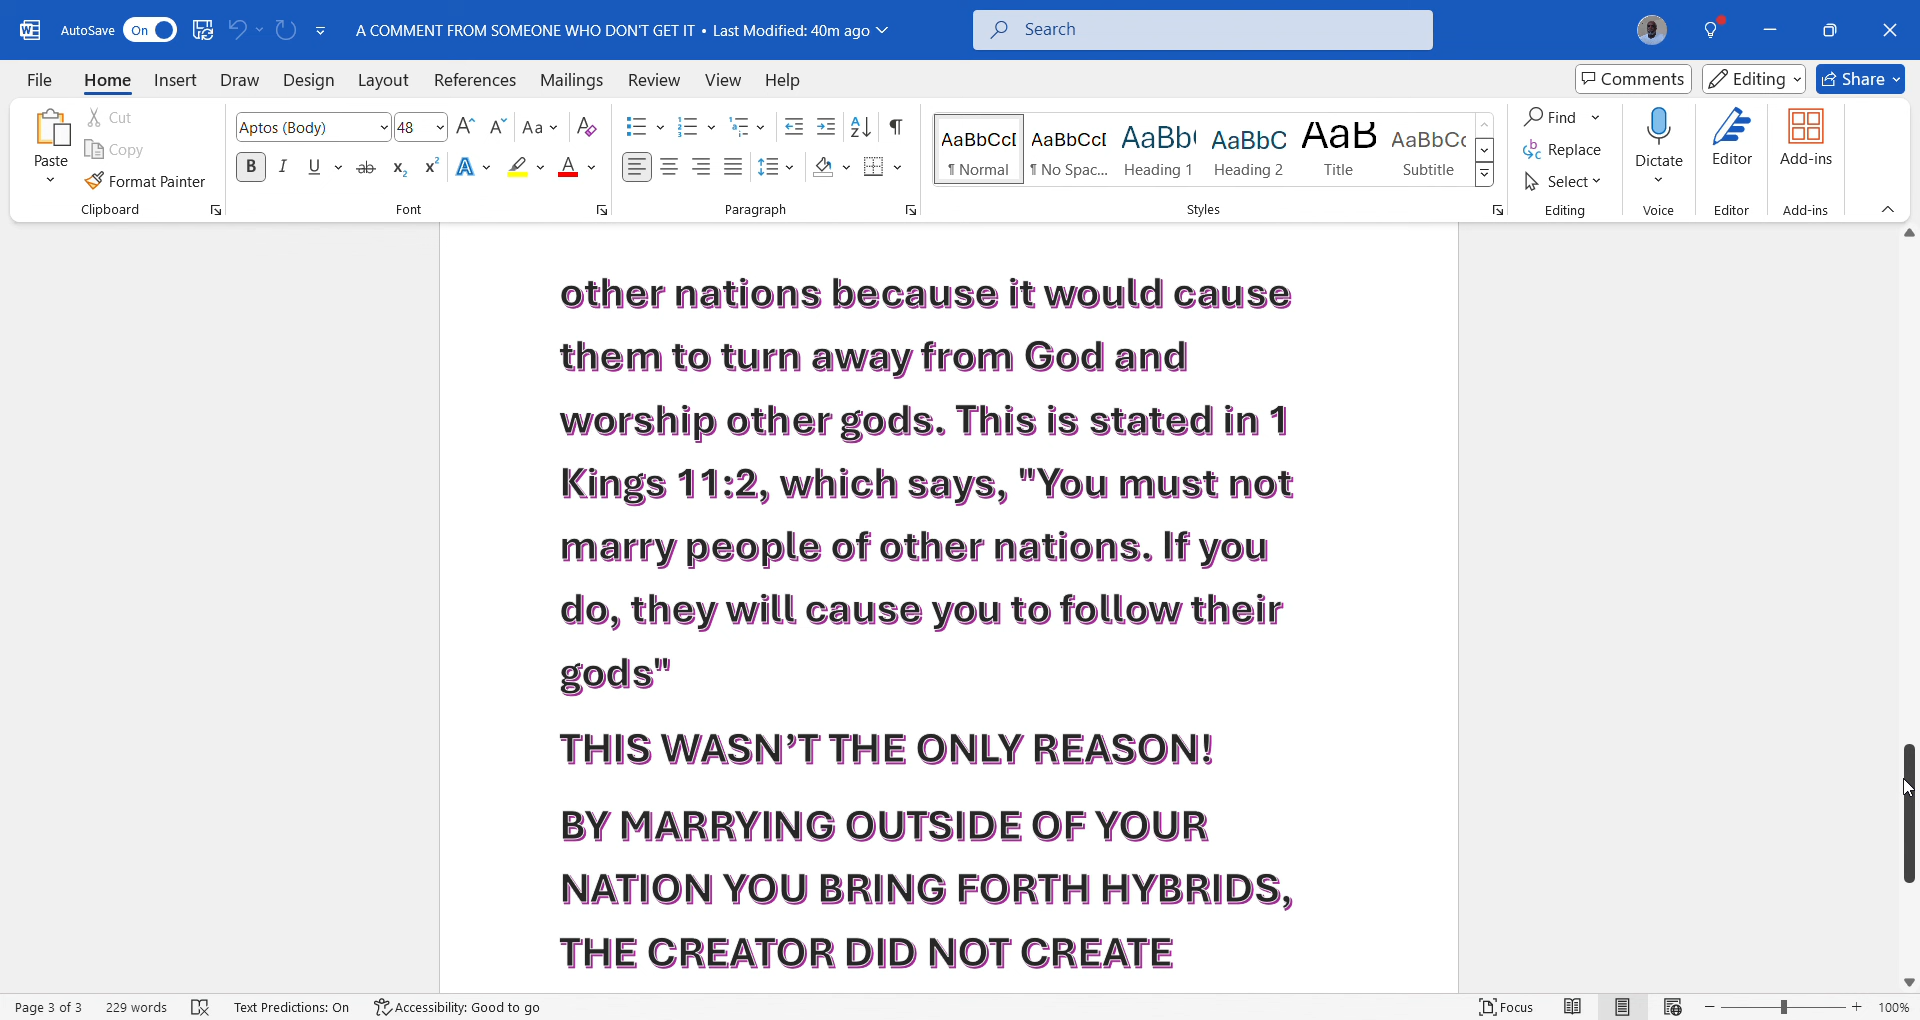 AutoSave On A COMMENT FROM SOMEONE WHO DON'T GET IT • Last Modified: 40m ago Search
File Home Insert Draw Design Layout References Mailings Review View Help Comments Editing Share
Paste Cut Copy Format Painter
Clipboard
Aptos (Body) 48 Aa
B I U ab x₂ x² A A
Font
Paragraph
AaBbCcI AaBbCcI AaBb( AaBbC AaB AaBbCc
¶ Normal ¶ No Spac... Heading 1 Heading 2 Title Subtitle
Styles
Find Replace Select
Editing
Dictate
Voice
Editor
Editor
Add-ins
Add-ins
other nations because it would cause
them to turn away from God and
worship other gods. This is stated in 1
Kings 11:2, which says, "You must not
marry people of other nations. If you
do, they will cause you to follow their
gods"
THIS WASN’T THE ONLY REASON!
BY MARRYING OUTSIDE OF YOUR
NATION YOU BRING FORTH HYBRIDS,
THE CREATOR DID NOT CREATE
Page 3 of 3 229 words Text Predictions: On Accessibility: Good to go Focus 100%